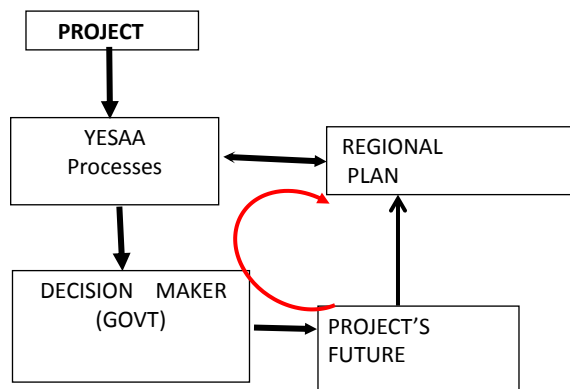 PROJECT
YESAA
Processes
REGIONAL
PLAN
DECISION MAKER
(GOVT)
PROJECT’S
FUTURE